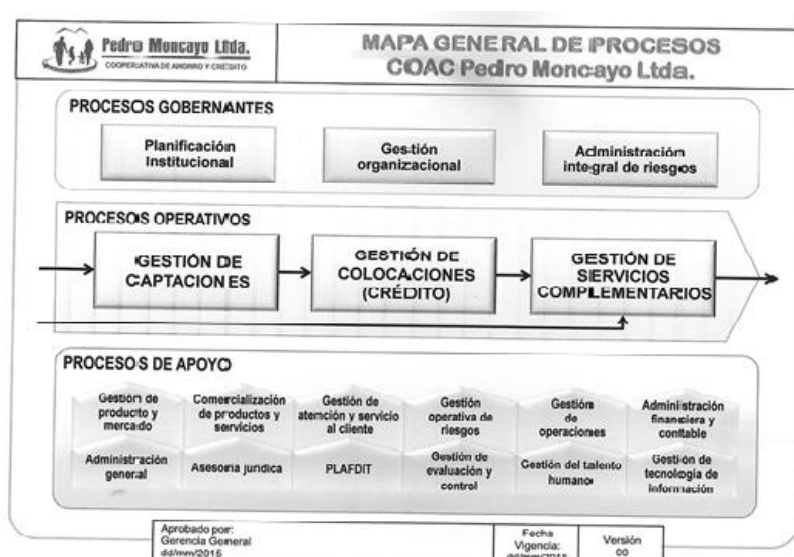 Pedro Moncayo Ltda.
COOPERATIVA DE AHORRO Y CRÉDITO
MAPA GENERAL DE PROCESOS
COAC Pedro Moncayo Ltda.
PROCESOS GOBERNANTES
Planificación
Institucional
Gestión
organizacional
Administración
integral de riesgos
PROCESOS OPERATIVOS
GESTIÓN DE
CAPTACIONES
GESTIÓN DE
COLOCACIONES
(CRÉDITO)
GESTIÓN DE
SERVICIOS
COMPLEMENTARIOS
PROCESOS DE APOYO
Gestión de
producto y
mercado
Comercialización
de productos y
servicios
Gestión de
atención y servicio
al cliente
Gestión
operativa de
riesgos
Gestión
de
operaciones
Administración
financiera y
contable
Administración
general
Asesoría jurídica
PLAFDIT
Gestión de
evaluación y
control
Gestión del talento
humano
Gestión de
tecnología de
información
Aprobado por:
Gerencia General
dd/mm/2015
Fecha
Vigencia:
dd/mm/2015
Versión
00